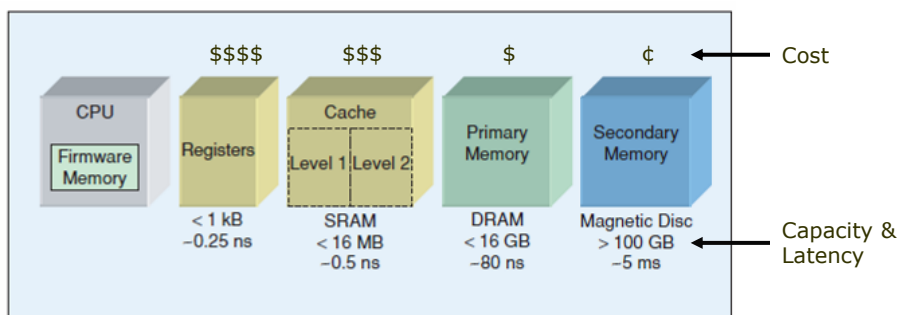 $$$$ $$$ $ ¢ Cost
CPU
Firmware
Memory
Registers
Cache
Level 1 Level 2
Primary
Memory
Secondary
Memory
< 1 kB
~0.25 ns
SRAM
< 16 MB
~0.5 ns
DRAM
< 16 GB
~80 ns
Magnetic Disc
> 100 GB
~5 ms
Capacity &
Latency